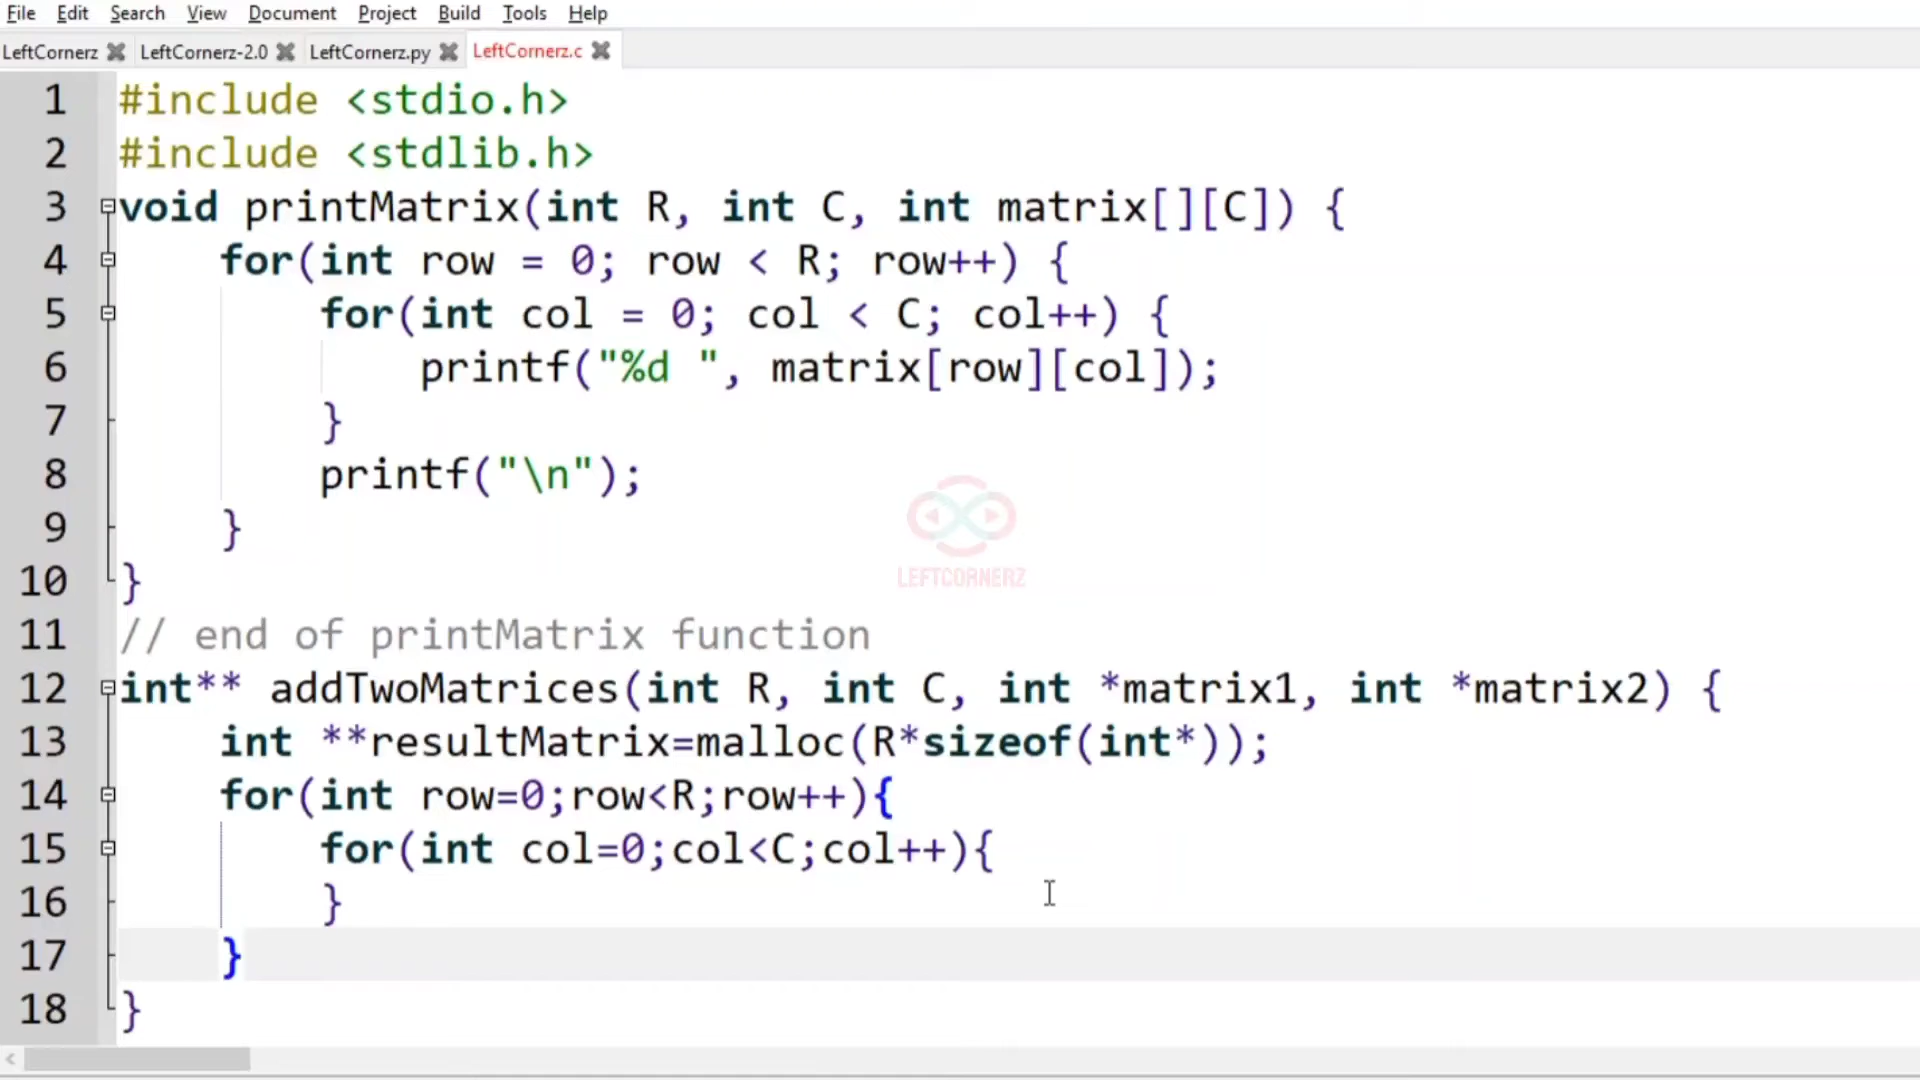 File Edit Search View Document Project Build Tools Help
LeftCornerz LeftCornerz-2.0 LeftCornerz.py LeftCornerz.c
1 #include <stdio.h>
2 #include <stdlib.h>
3 void printMatrix(int R, int C, int matrix[][C]) {
4 for(int row = 0; row < R; row++) {
5 for(int col = 0; col < C; col++) {
6 printf("%d ", matrix[row][col]);
7 }
8 printf("\n");
9 }
10 }
11 // end of printMatrix function
12 int** addTwoMatrices(int R, int C, int *matrix1, int *matrix2) {
13 int **resultMatrix=malloc(R*sizeof(int*));
14 for(int row=0;row<R;row++){
15 for(int col=0;col<C;col++){
16 }
17 }
18 }
LEFTCORNERZ